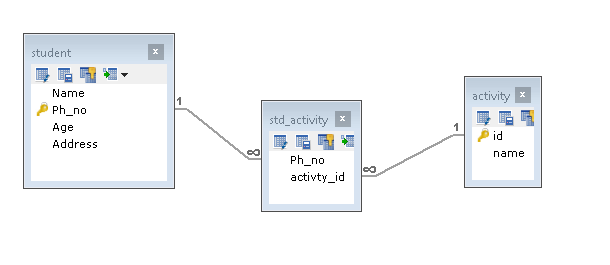 student
Name
Ph_no
Age
Address
1
∞
std_activity
Ph_no
activty_id
∞
1
activity
id
name